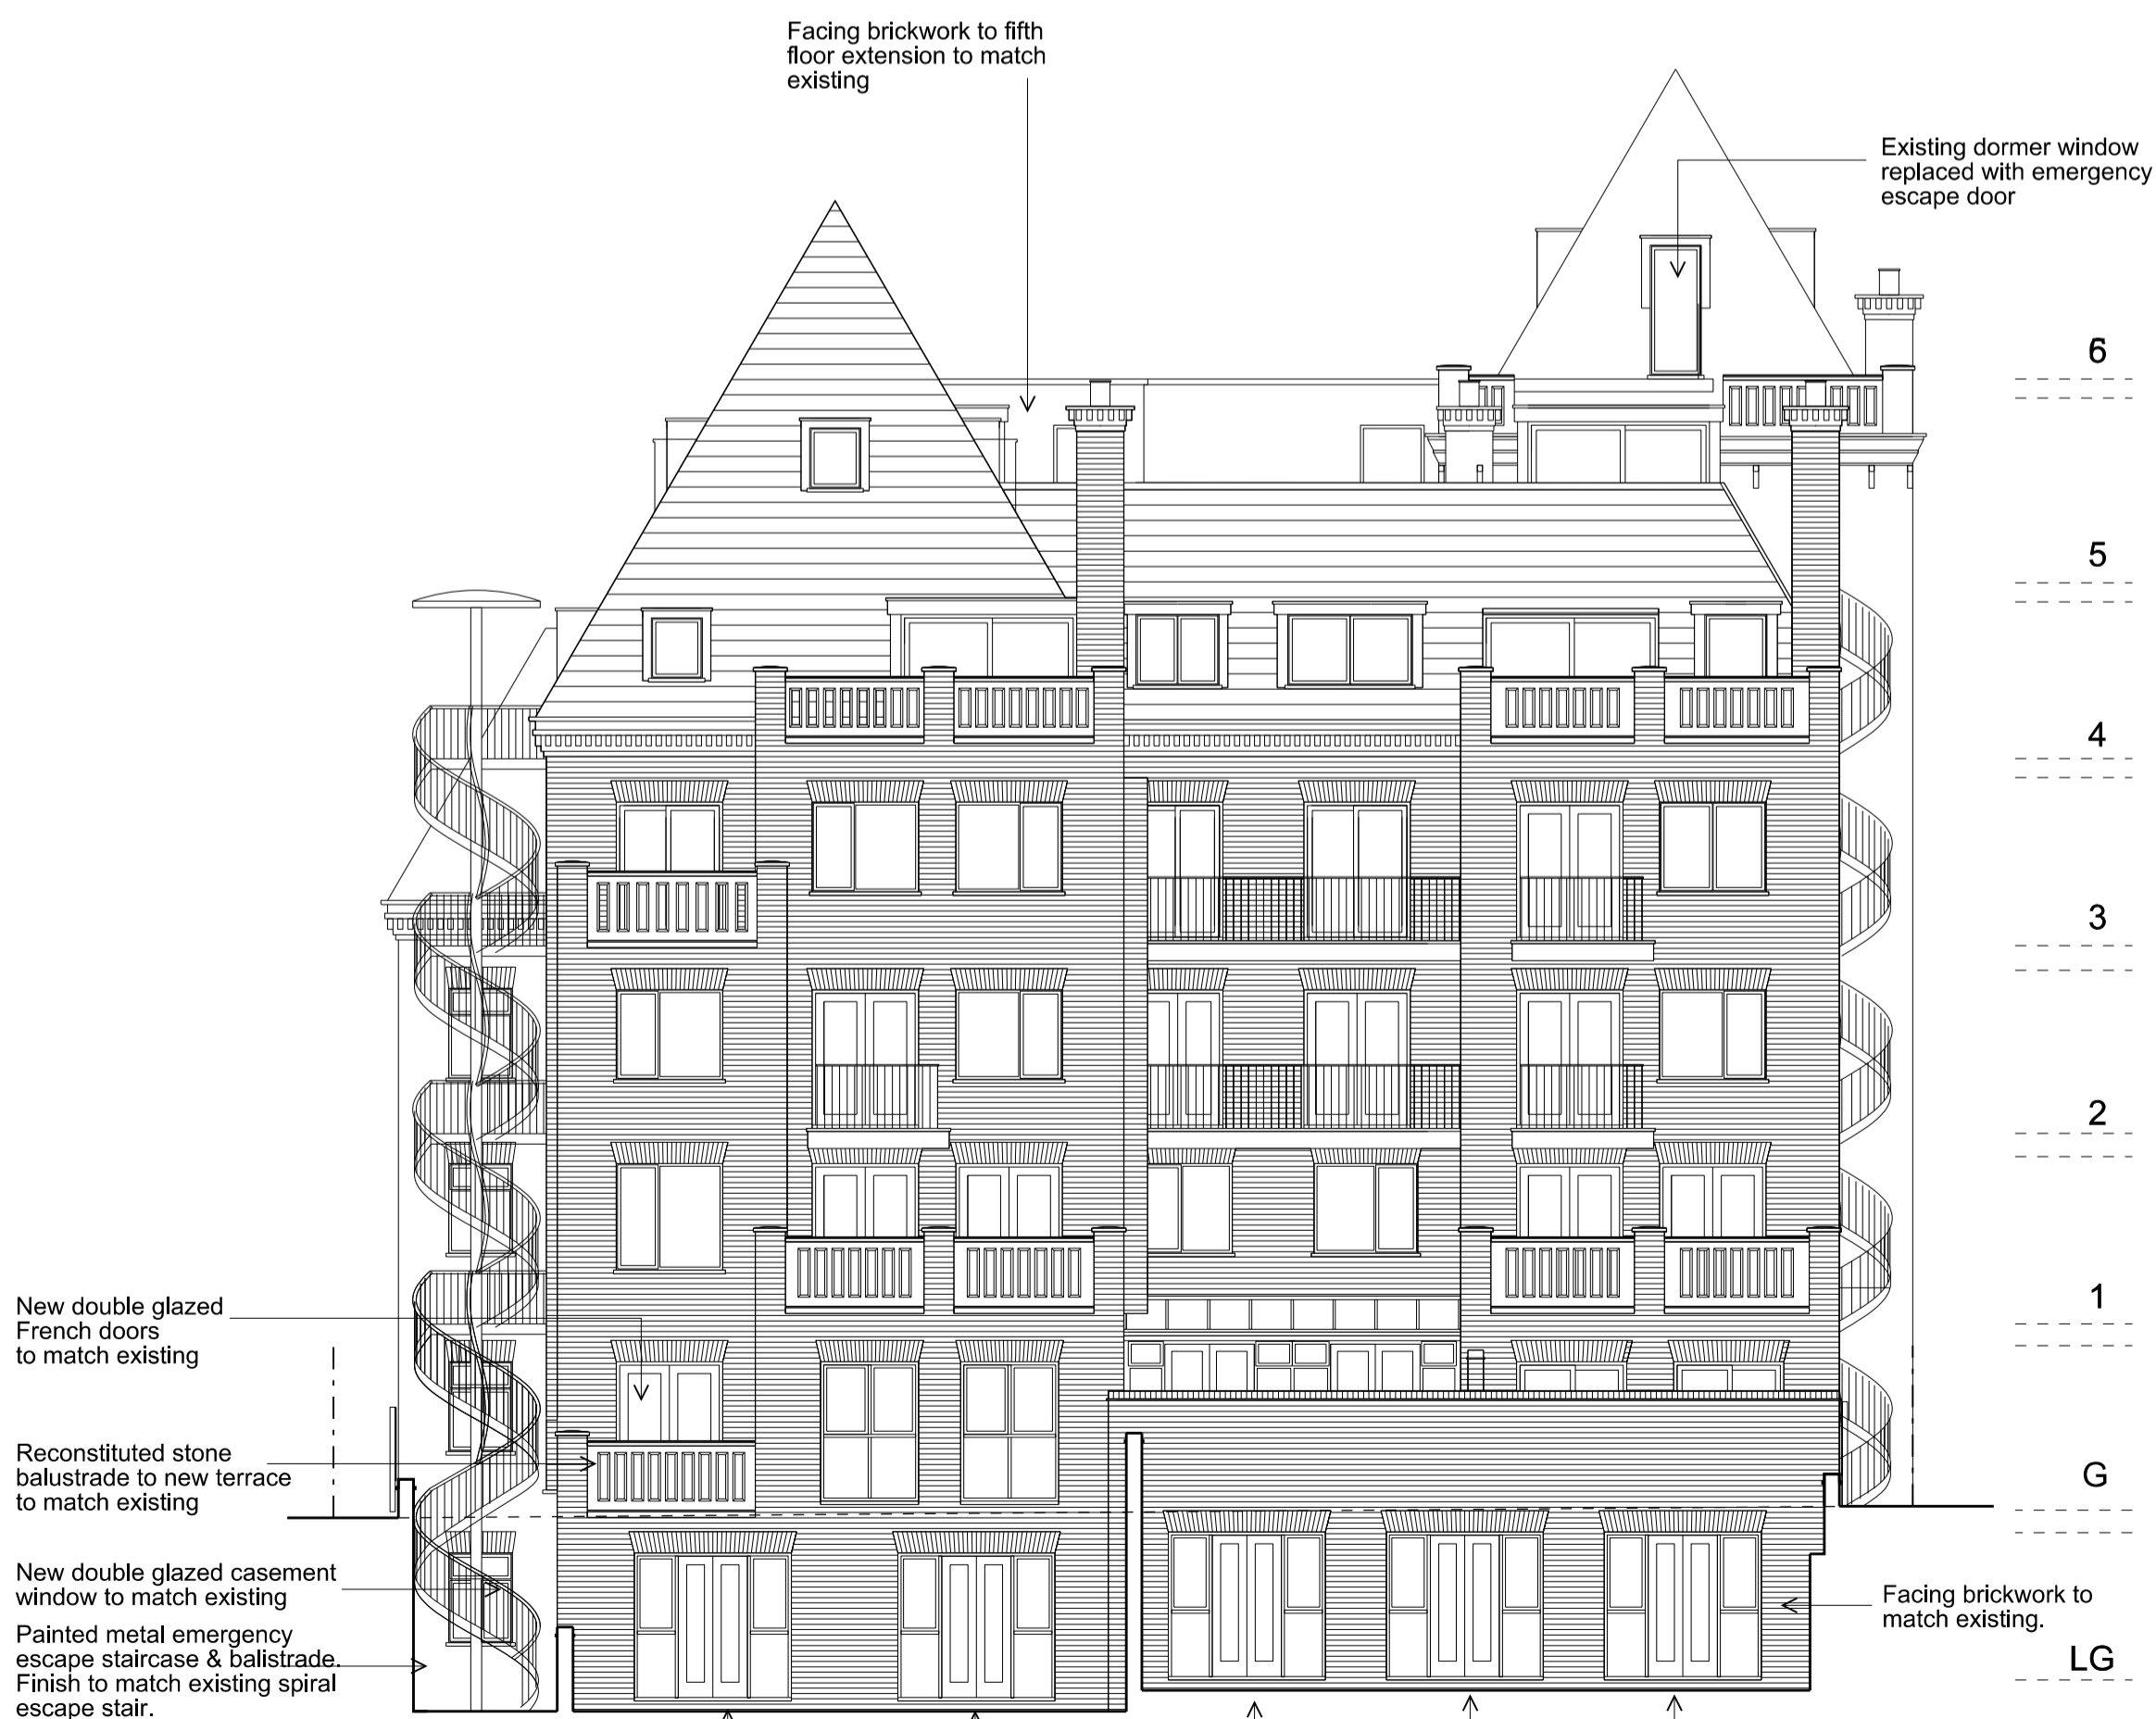 Facing brickwork to fifth
floor extension to match
existing
Existing dormer window
replaced with emergency
escape door
6
5
4
3
2
1
G
LG
New double glazed
French doors
to match existing
Reconstituted stone
balustrade to new terrace
to match existing
New double glazed casement
window to match existing
Painted metal emergency
escape staircase & balistrade.
Finish to match existing spiral
escape stair.
Facing brickwork to
match existing.